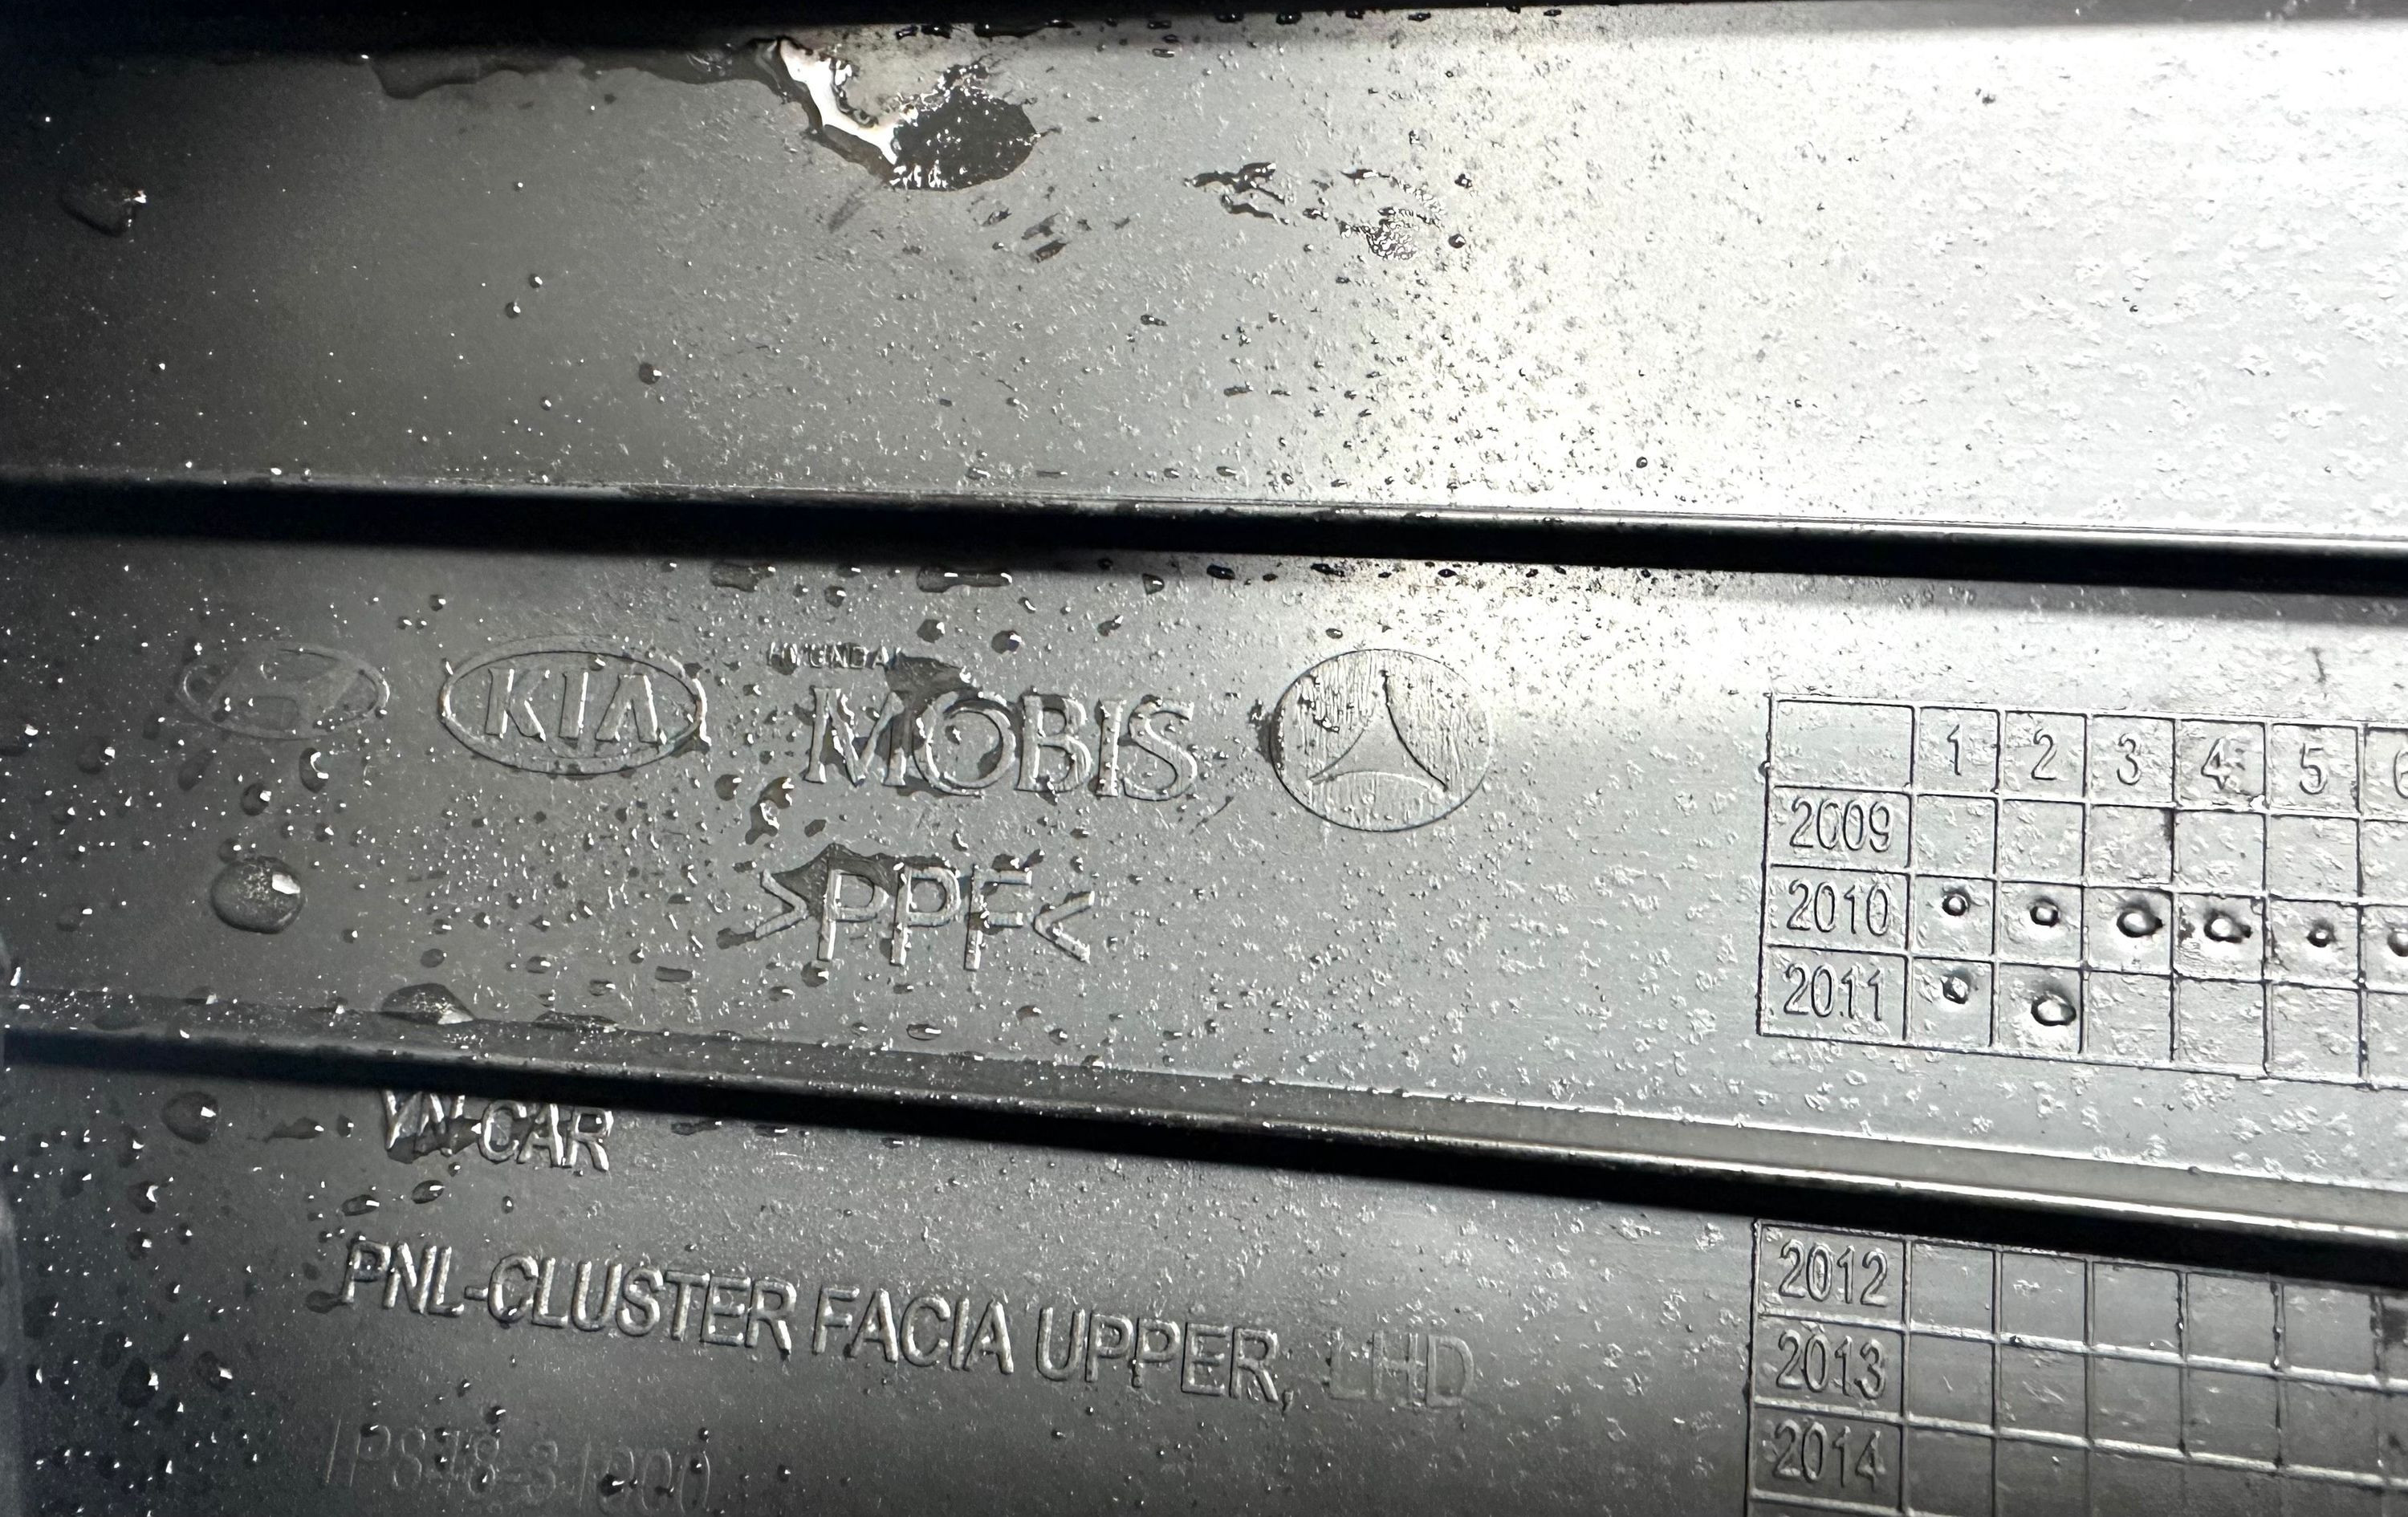 KIA
HYUNDAI
MOBIS
>PPF<
1 2 3 4 5
2009
2010
2011
YN-CAR
PNL-CLUSTER FACIA UPPER, LHD
2012
2013
2014